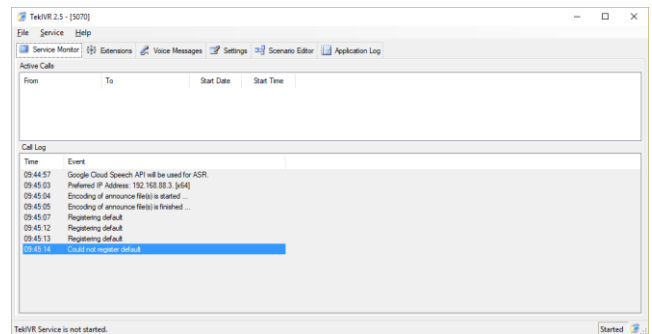 TekIVR 2.5 - [5070]
File Service Help
Service Monitor Extensions Voice Messages Settings Scenario Editor Application Log
Active Calls
From To Start Date Start Time
Call Log
Time Event
09:44:57 Google Cloud Speech API will be used for ASR.
09:45:03 Preferred IP Address: 192.168.88.3. [x64]
09:45:04 Encoding of announce file(s) is started ...
09:45:05 Encoding of announce file(s) is finished ...
09:45:07 Registering default
09:45:12 Registering default
09:45:13 Registering default
09:45:14 Could not register default
TekIVR Service is not started. Started